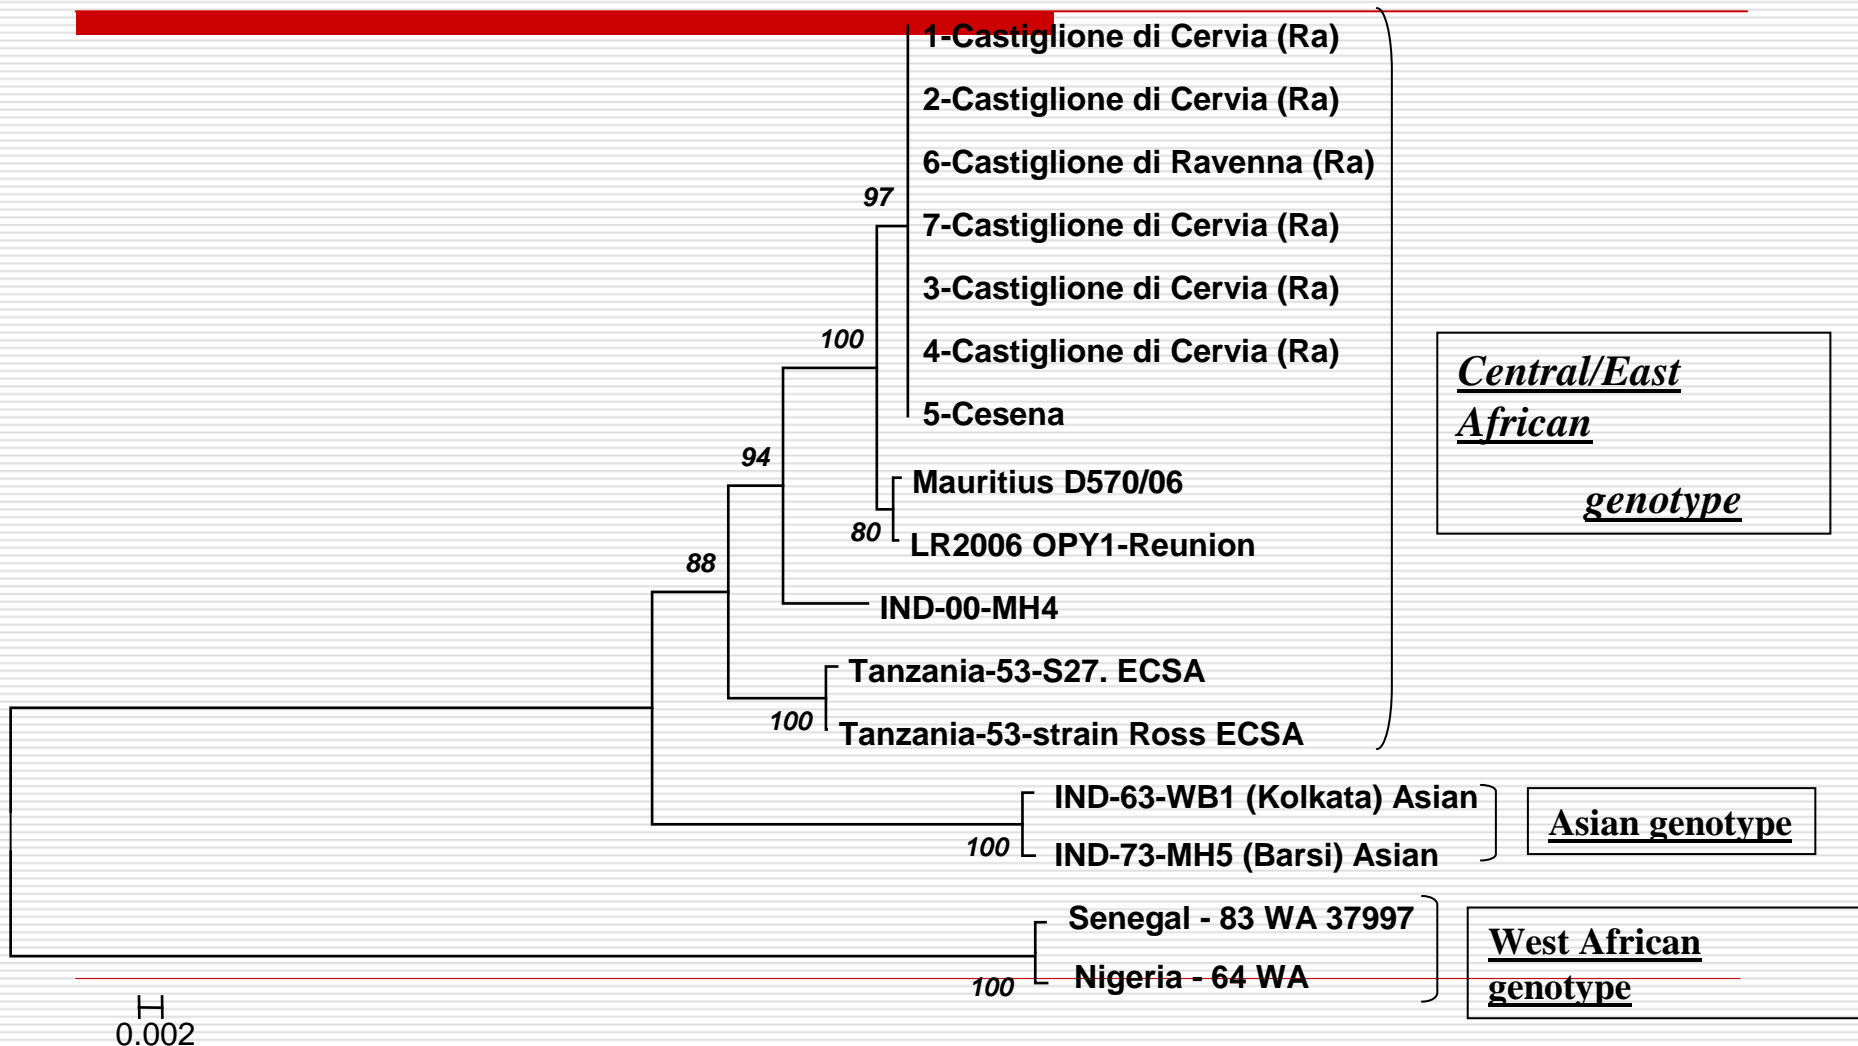 1-Castiglione di Cervia (Ra)
2-Castiglione di Cervia (Ra)
6-Castiglione di Ravenna (Ra)
97
7-Castiglione di Cervia (Ra)
3-Castiglione di Cervia (Ra)
100
4-Castiglione di Cervia (Ra)
5-Cesena
94
Mauritius D570/06
80
LR2006 OPY1-Reunion
88
IND-00-MH4
Tanzania-53-S27. ECSA
100
Tanzania-53-strain Ross ECSA
Central/East
African
genotype
IND-63-WB1 (Kolkata) Asian
100
IND-73-MH5 (Barsi) Asian
Asian genotype
Senegal - 83 WA 37997
100
Nigeria - 64 WA
West African
genotype
0.002